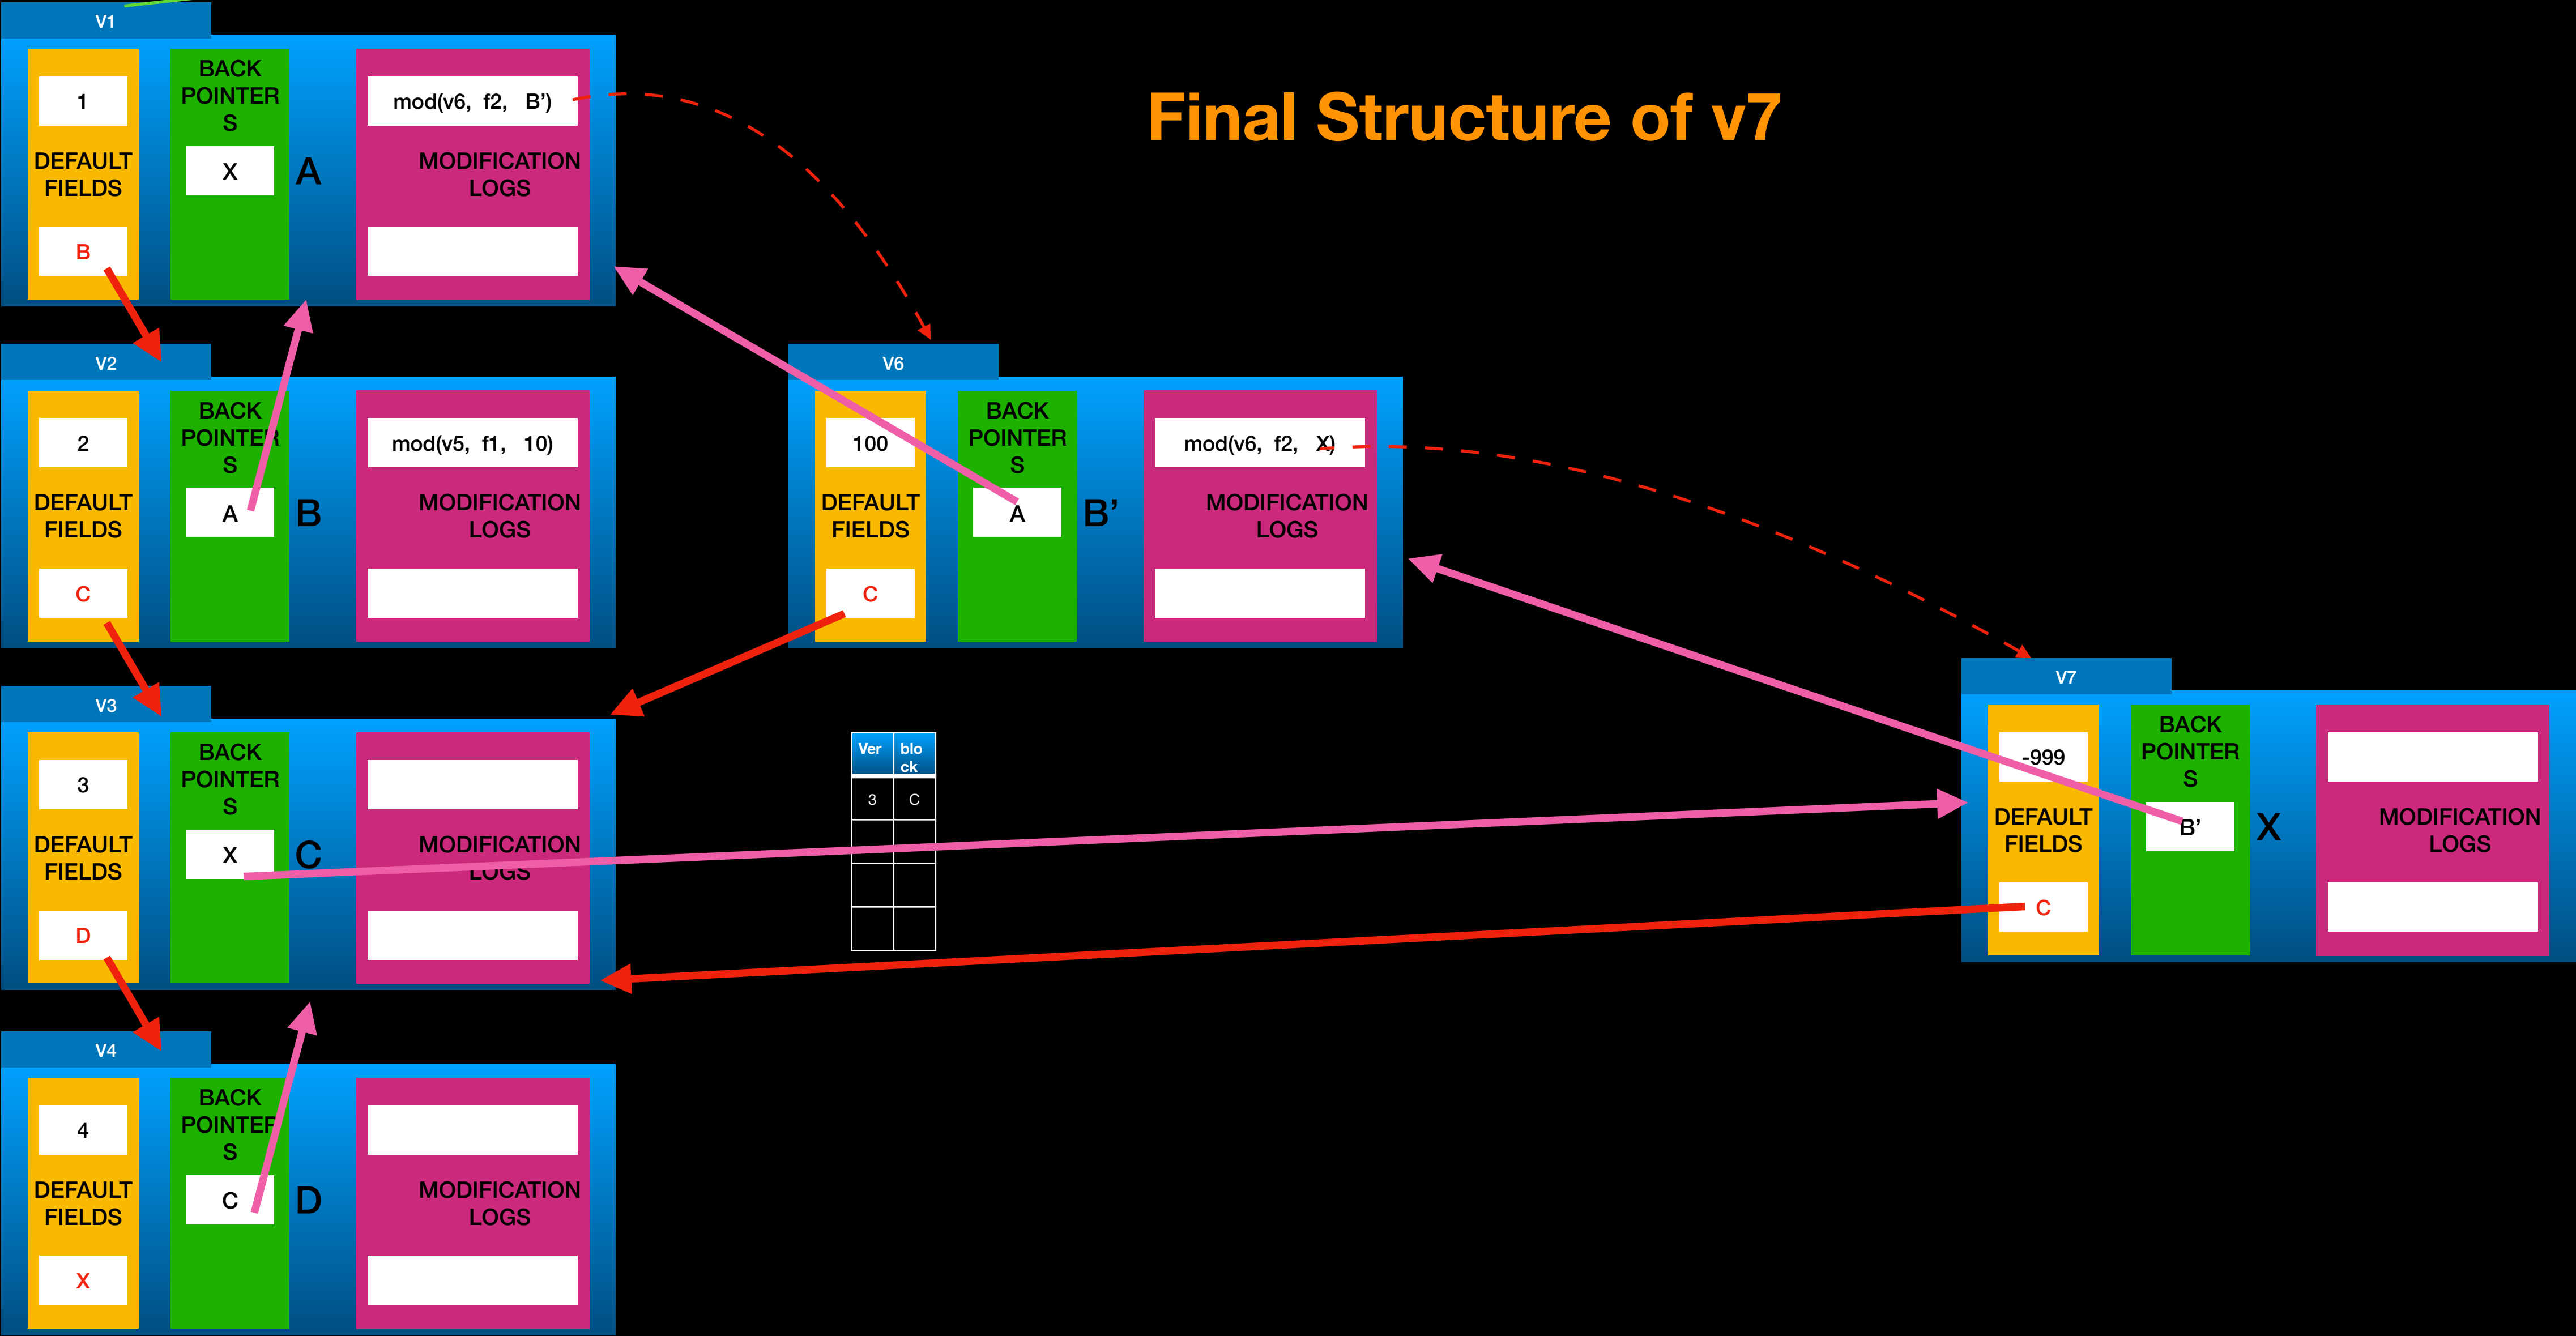 Final Structure of v7
V1
1
DEFAULT
FIELDS
B
BACK
POINTER
S
X
A
mod(v6, f2, B’)
MODIFICATION
LOGS
V2
2
DEFAULT
FIELDS
C
BACK
POINTER
S
A
B
mod(v5, f1, 10)
MODIFICATION
LOGS
V6
100
DEFAULT
FIELDS
C
BACK
POINTER
S
A
B’
mod(v6, f2, X)
MODIFICATION
LOGS
V3
3
DEFAULT
FIELDS
D
BACK
POINTER
S
X
C
MODIFICATION
LOGS
Ver
blo
ck
3
C
V7
-999
DEFAULT
FIELDS
C
BACK
POINTER
S
B’
X
MODIFICATION
LOGS
V4
4
DEFAULT
FIELDS
X
BACK
POINTER
S
C
D
MODIFICATION
LOGS